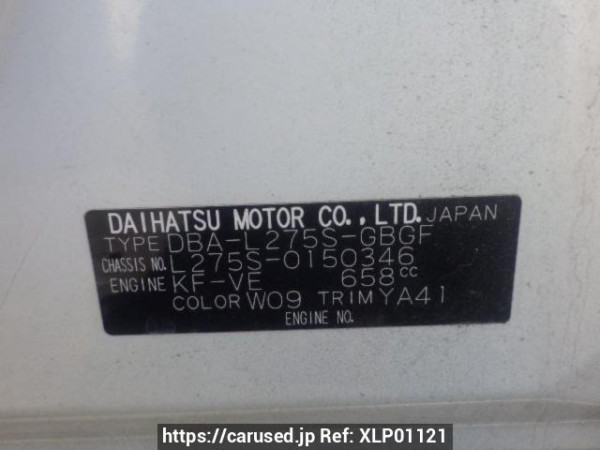 DAIHATSU MOTOR CO.,LTD. JAPAN
TYPE DBA-L275S-GBGF
CHASSIS NO. L275S-0150346
ENGINE KF-VE 658cc
COLOR W09 TRIM YA41
ENGINE NO.
https://carused.jp Ref: XLP01121